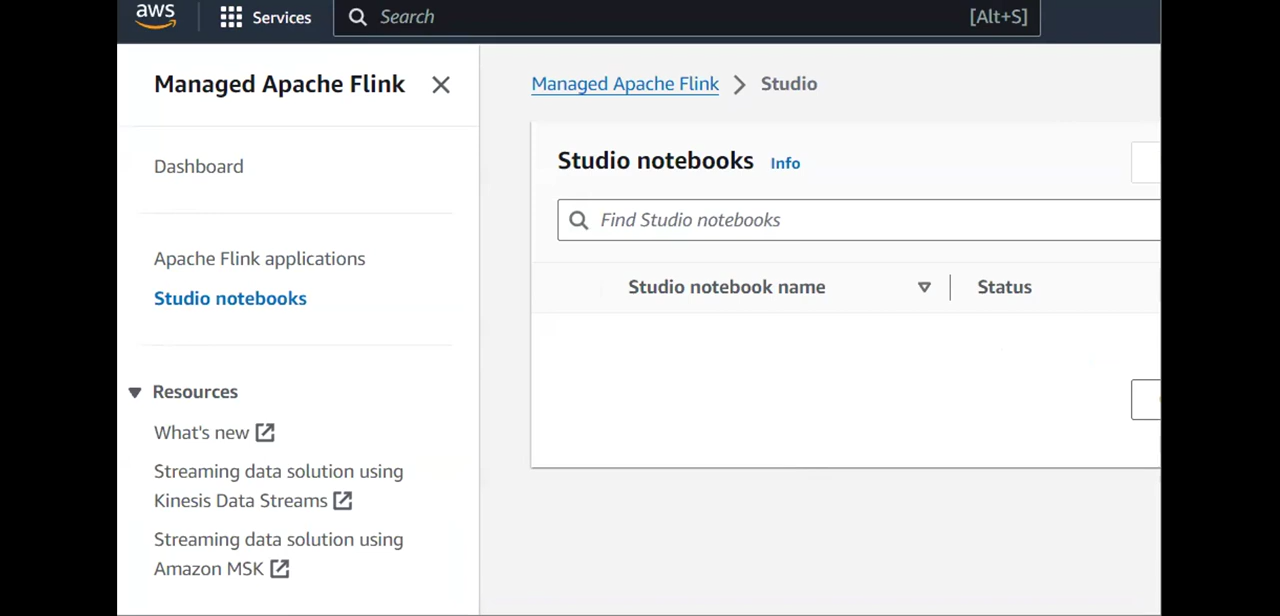 aws
Services
Search
[Alt+S]
Managed Apache Flink
Dashboard
Apache Flink applications
Studio notebooks
Resources
What's new
Streaming data solution using
Kinesis Data Streams
Streaming data solution using
Amazon MSK
Managed Apache Flink
Studio
Studio notebooks Info
Find Studio notebooks
Studio notebook name
Status